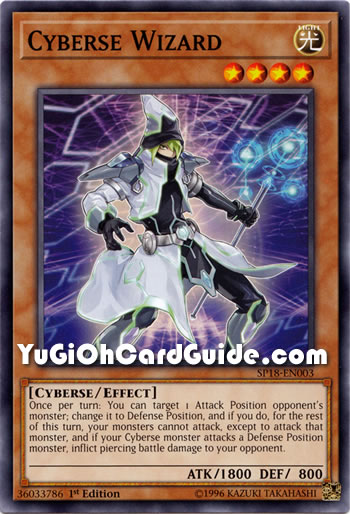 CYBERSE WIZARD
LIGHT
光
YuGiOhCardGuide.com
SP18-EN003
[CYBERSE/EFFECT]
Once per turn: You can target 1 Attack Position opponent's
monster; change it to Defense Position, and if you do, for the rest
of this turn, your monsters cannot attack, except to attack that
monster, and if your Cyberse monster attacks a Defense Position
monster, inflict piercing battle damage to your opponent.
ATK/1800 DEF/ 800
36033786 1st Edition ©1996 KAZUKI TAKAHASHI